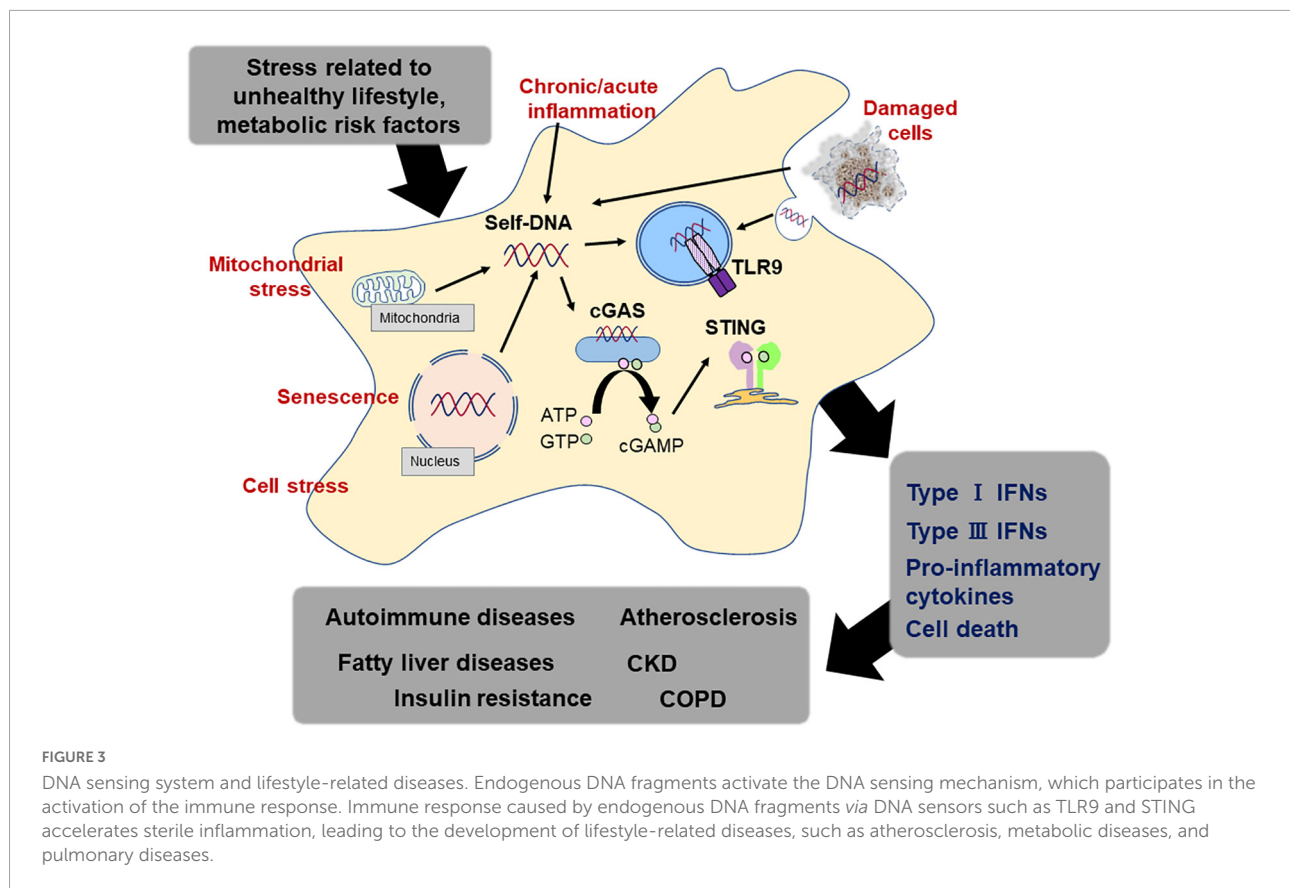 Stress related to
unhealthy lifestyle,
metabolic risk factors
Chronic/acute
inflammation
Damaged
cells
Self-DNA
TLR9
Mitochondrial
stress
Mitochondria
cGAS
STING
Senescence
ATP
GTP
cGAMP
Nucleus
Cell stress
Type Ⅰ IFNs
Type Ⅲ IFNs
Pro-inflammatory
cytokines
Cell death
Autoimmune diseases Atherosclerosis
Fatty liver diseases CKD
Insulin resistance COPD
FIGURE 3
DNA sensing system and lifestyle-related diseases. Endogenous DNA fragments activate the DNA sensing mechanism, which participates in the
activation of the immune response. Immune response caused by endogenous DNA fragments via DNA sensors such as TLR9 and STING
accelerates sterile inflammation, leading to the development of lifestyle-related diseases, such as atherosclerosis, metabolic diseases, and
pulmonary diseases.